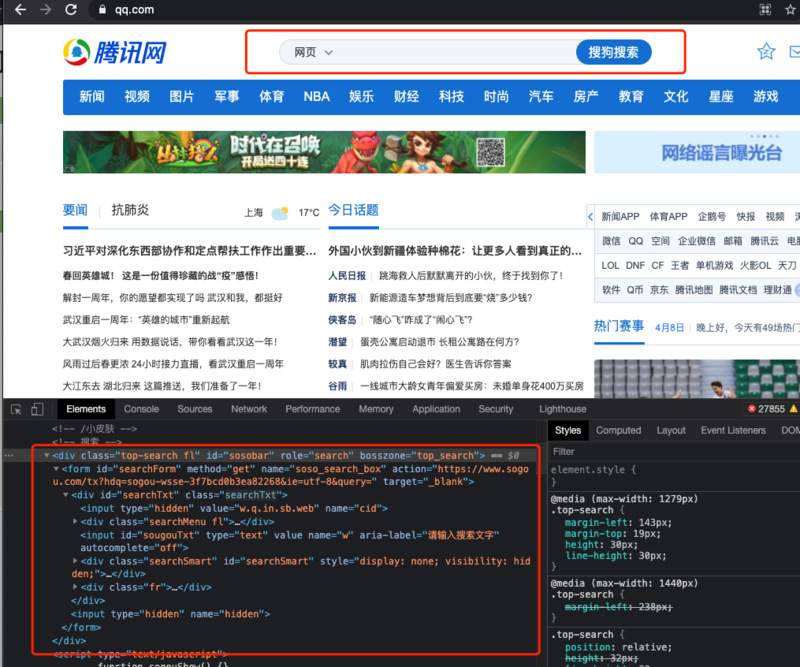 qq.com
腾讯网
网页
搜狗搜索
新闻 视频 图片 军事 体育 NBA 娱乐 财经 科技 时尚 汽车 房产 教育 文化 星座 游戏
丛林猎人 时代在召唤
开局送四十连
网络谣言曝光台
要闻 抗肺炎 上海 17°C
习近平对深化东西部协作和定点帮扶工作作出重要...
春回英雄城！ 这是一份值得珍藏的战“疫”感悟！
解封一周年，你的愿望都实现了吗 武汉和我，都挺好
武汉重启一周年：“英雄的城市”重新起航
大武汉烟火归来 用数据说话，带你看看武汉这一年！
风雨过后春更浓 24小时接力直播，看武汉重启一周年
大江东去 湖北归来 这篇推送，我们准备了一年！
今日话题
外国小伙到新疆体验种棉花：让更多人看到真正的...
人民日报 跳海救人后默默离开的小伙，终于找到你了！
新京报 新能源造车梦想背后到底要“烧”多少钱？
侠客岛 “随心飞”咋成了“闹心飞”？
潜望 蛋壳公寓启动退市 长租公寓路在何方？
较真 肌肉拉伤自己会好？医生告诉你答案
谷雨 一线城市大龄女青年偏爱买房：未婚单身花400万买房
新闻APP 体育APP 企鹅号 快报 视频
微信 QQ 空间 企业微信 邮箱 腾讯云 电脑
LOL DNF CF 王者 单机游戏 火影OL 天刀
软件 Q币 京东 腾讯地图 腾讯文档 理财通
热门赛事 4月8日 晚上好，今天有49场热门
Elements Console Sources Network Performance Memory Application Security Lighthouse 27855
<!-- /小皮肤 -->
<!-- 搜索 -->
<div class="top-search fl" id="sosobar" role="search" bosszone="top_search"> == $0
<form id="searchForm" method="get" name="soso_search_box" action="https://www.sogo
u.com/tx?hdq=sogou-wsse-3f7bcd0b3ea82268&ie=utf-8&query=" target="_blank">
<div id="searchTxt" class="searchTxt">
<input type="hidden" value="w.q.in.sb.web" name="cid">
<div class="searchMenu fl">…</div>
<input id="sougouTxt" type="text" value name="w" aria-label="请输入搜索文字"
autocomplete="off">
<div class="searchSmart" id="searchSmart" style="display: none; visibility: hid
den;">…</div>
<div class="fr">…</div>
</div>
<input type="hidden" name="hidden">
</form>
</div>
<script type="text/javascript">
function sogouShow() {}
Styles Computed Layout Event Listeners DOM
Filter
element.style {
}
@media (max-width: 1279px)
.top-search {
margin-left: 143px;
margin-top: 19px;
height: 30px;
line-height: 30px;
}
@media (max-width: 1440px)
.top-search {
margin-left: 238px;
}
.top-search {
position: relative;
height: 32px;